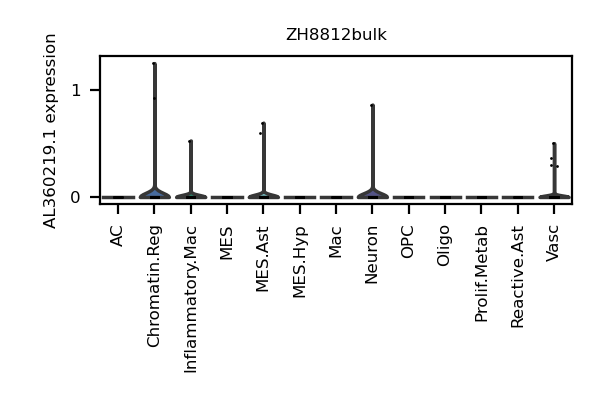 ZH8812bulk
AL360219.1 expression
1
0
AC
Chromatin.Reg
Inflammatory.Mac
MES
MES.Ast
MES.Hyp
Mac
Neuron
OPC
Oligo
Prolif.Metab
Reactive.Ast
Vasc